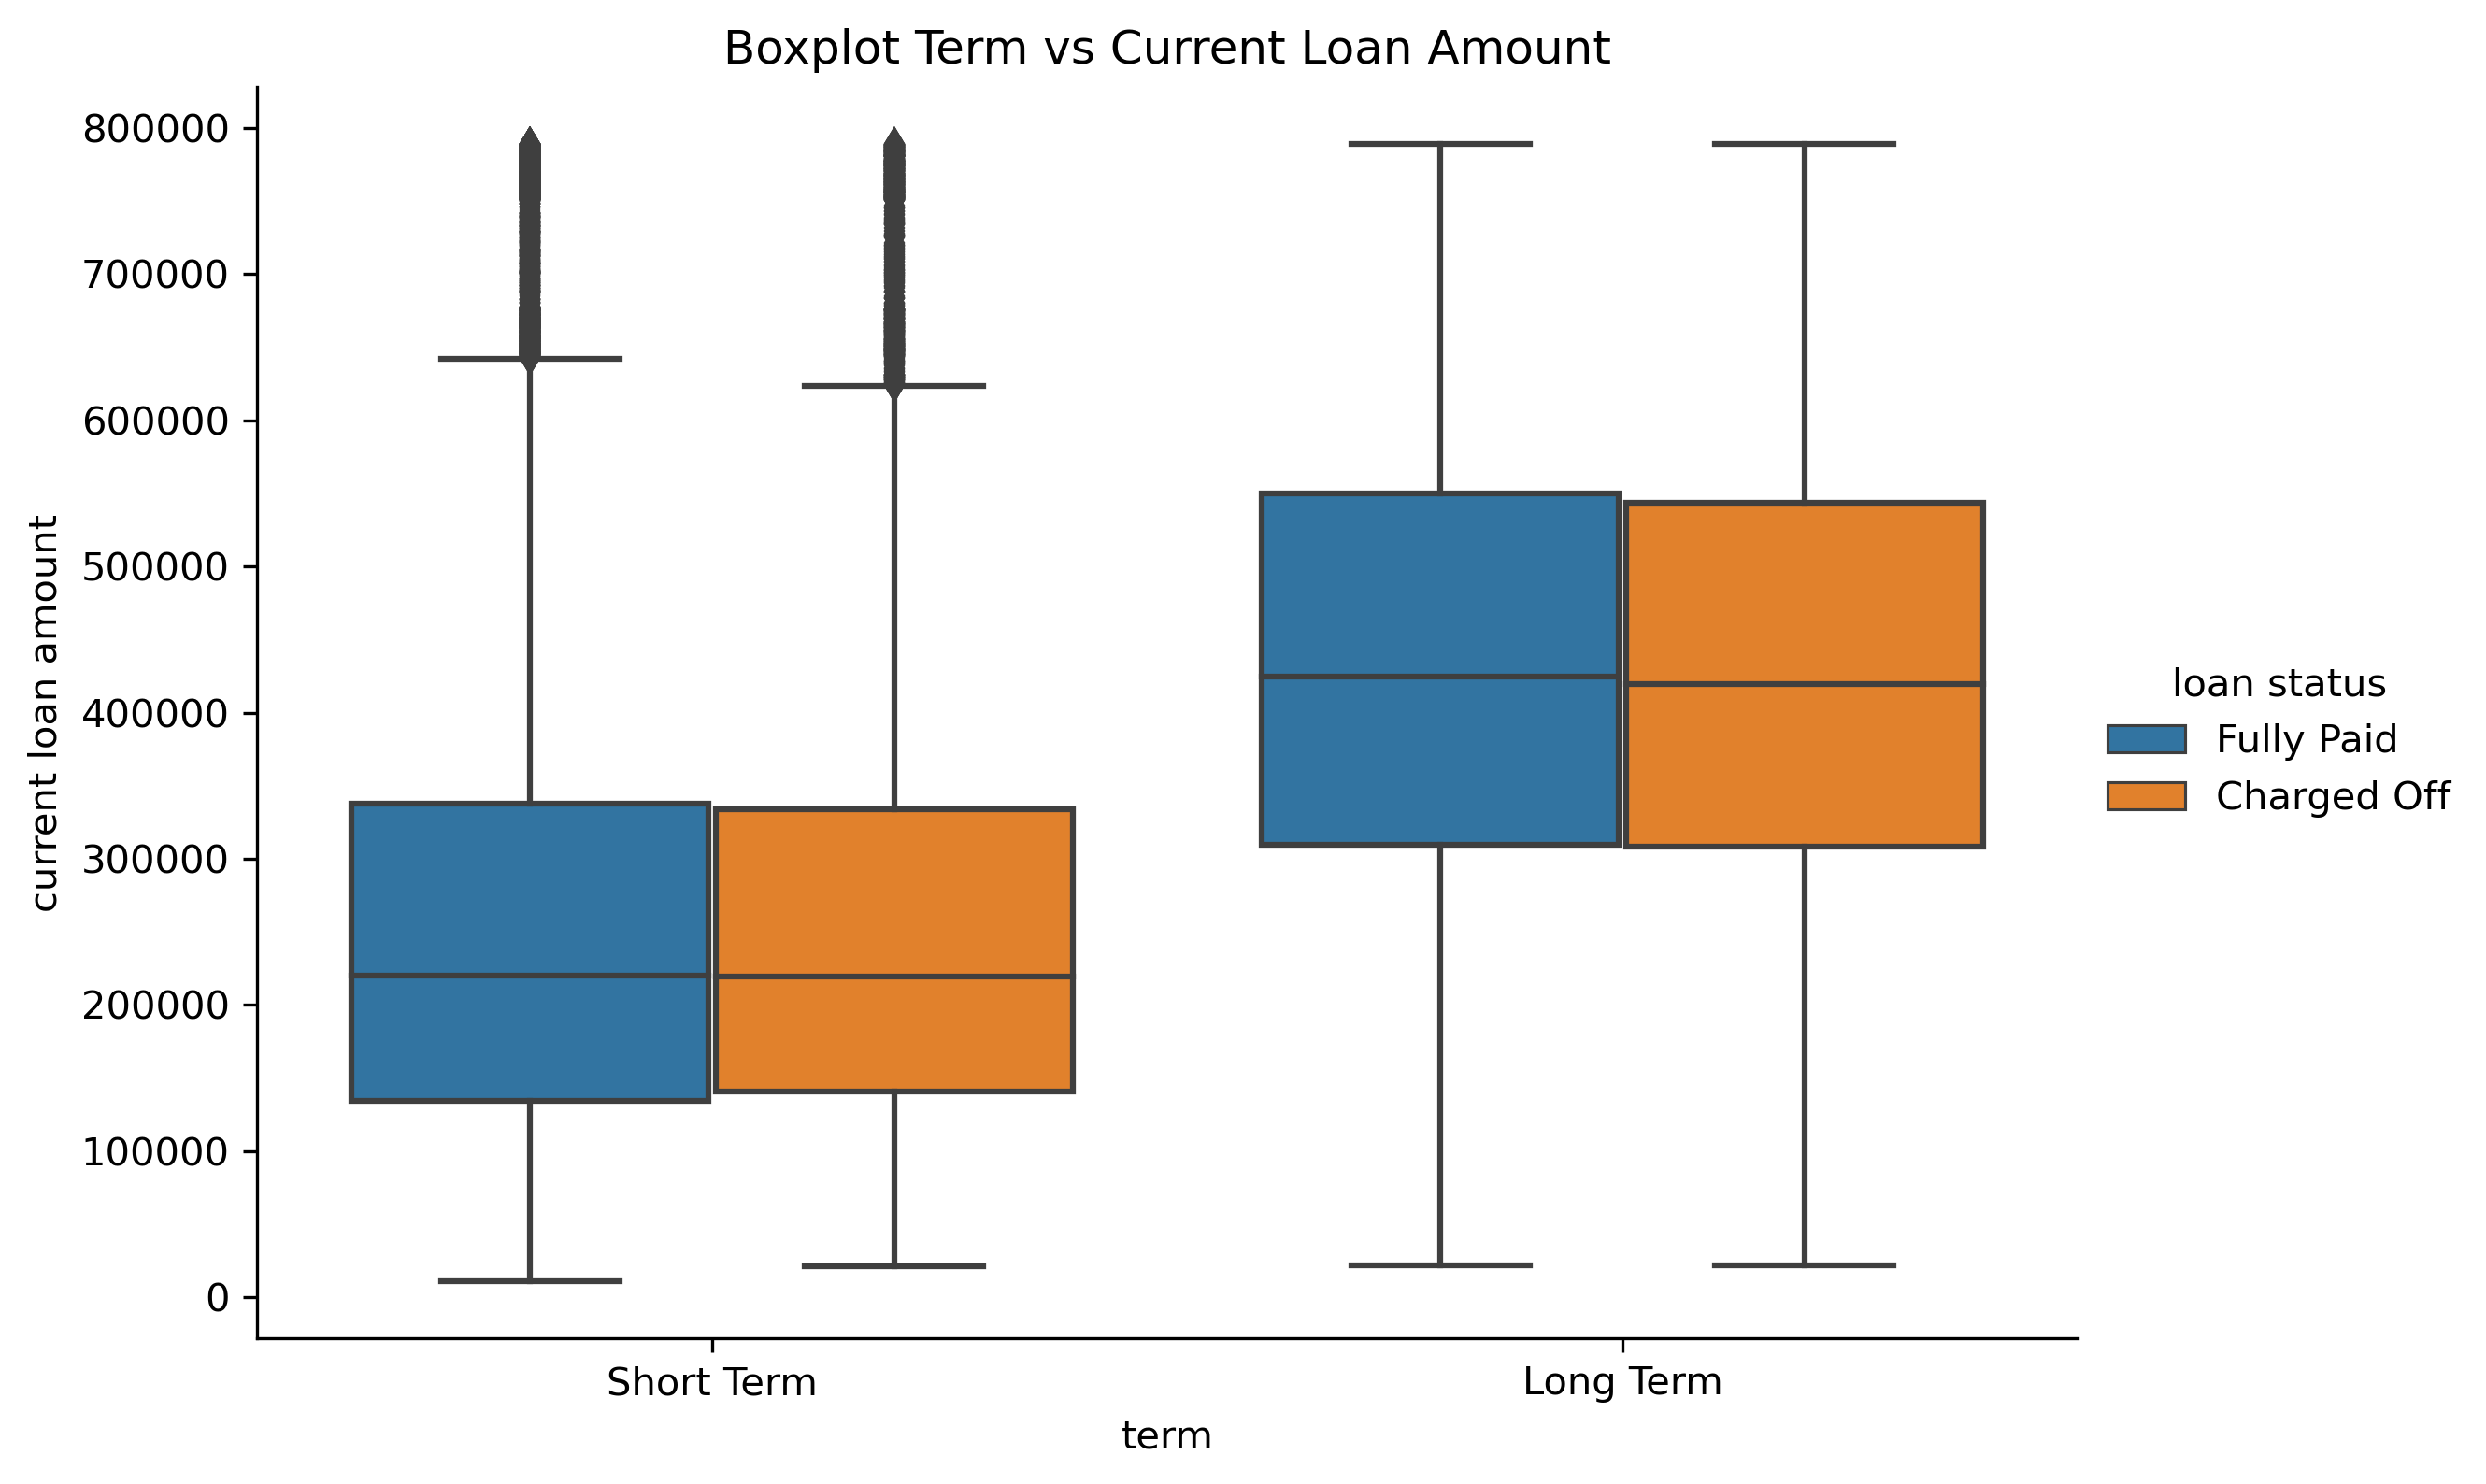 Boxplot Term vs Current Loan Amount
current loan amount
800000
700000
600000
500000
400000
300000
200000
100000
0
Short Term
Long Term
term
loan status
Fully Paid
Charged Off